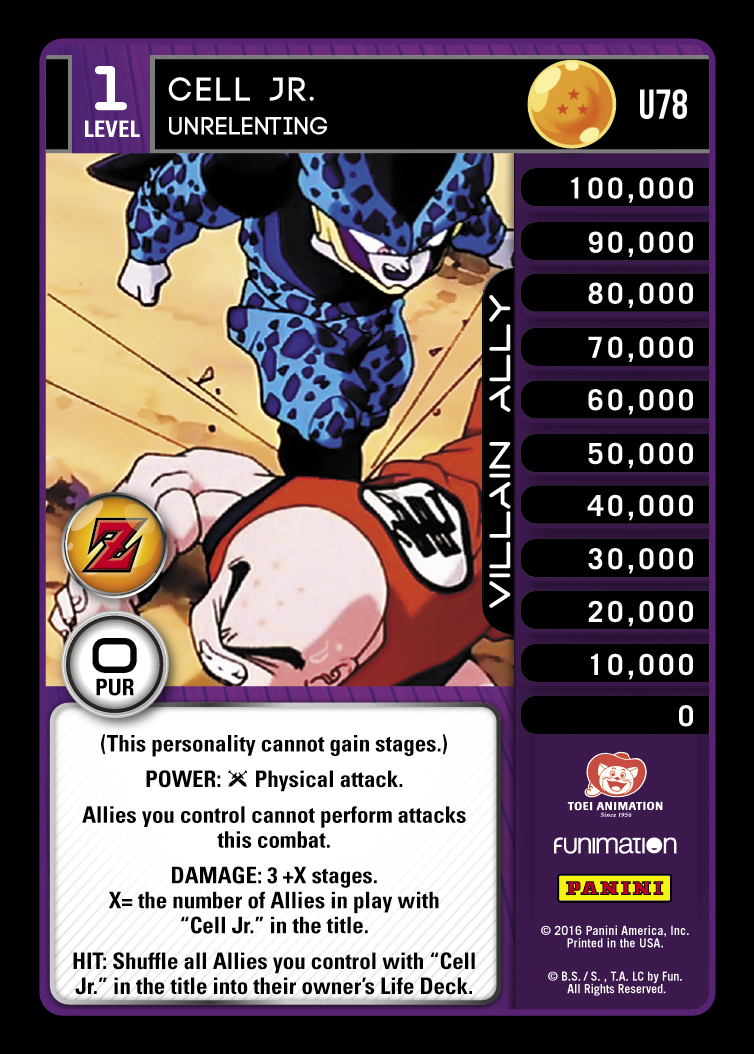 1
LEVEL
CELL JR.
UNRELENTING
U78
100,000
90,000
80,000
70,000
60,000
50,000
40,000
30,000
20,000
10,000
0
VILLAIN ALLY
Z
0
PUR
(This personality cannot gain stages.)
POWER: Physical attack.
Allies you control cannot perform attacks
this combat.
DAMAGE: 3 +X stages.
X= the number of Allies in play with
“Cell Jr.” in the title.
HIT: Shuffle all Allies you control with “Cell
Jr.” in the title into their owner’s Life Deck.
TOEI ANIMATION
Since 1956
FUNIMATION
PANINI
© 2016 Panini America, Inc.
Printed in the USA.
© B.S. / S. , T.A. LC by Fun.
All Rights Reserved.